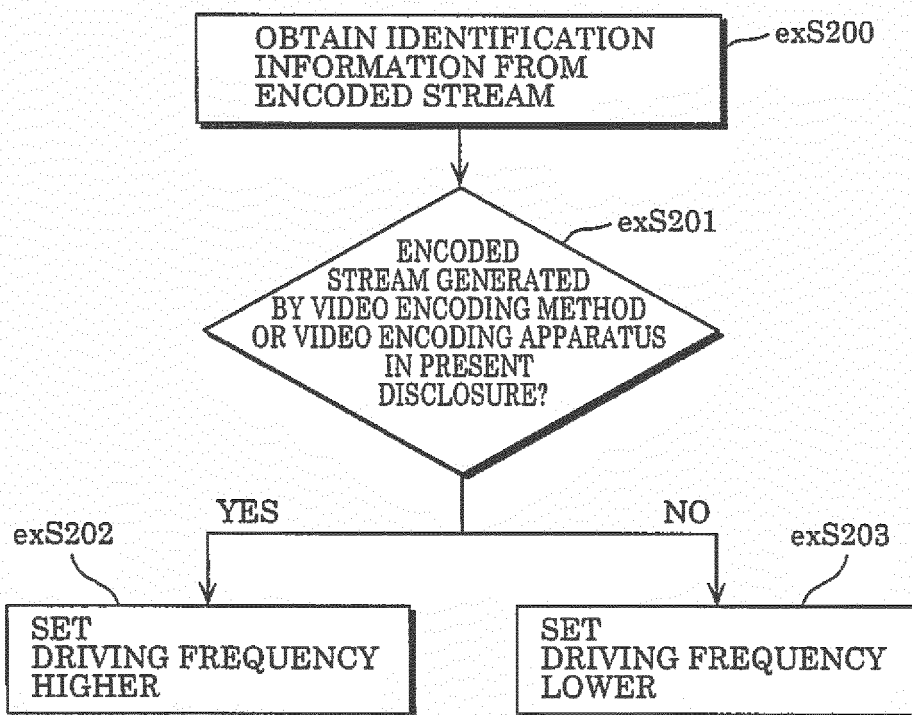 OBTAIN IDENTIFICATION
INFORMATION FROM
ENCODED STREAM
exS200
exS201
ENCODED
STREAM GENERATED
BY VIDEO ENCODING METHOD
OR VIDEO ENCODING APPARATUS
IN PRESENT
DISCLOSURE?
YES
NO
exS202
exS203
SET
DRIVING FREQUENCY
HIGHER
SET
DRIVING FREQUENCY
LOWER